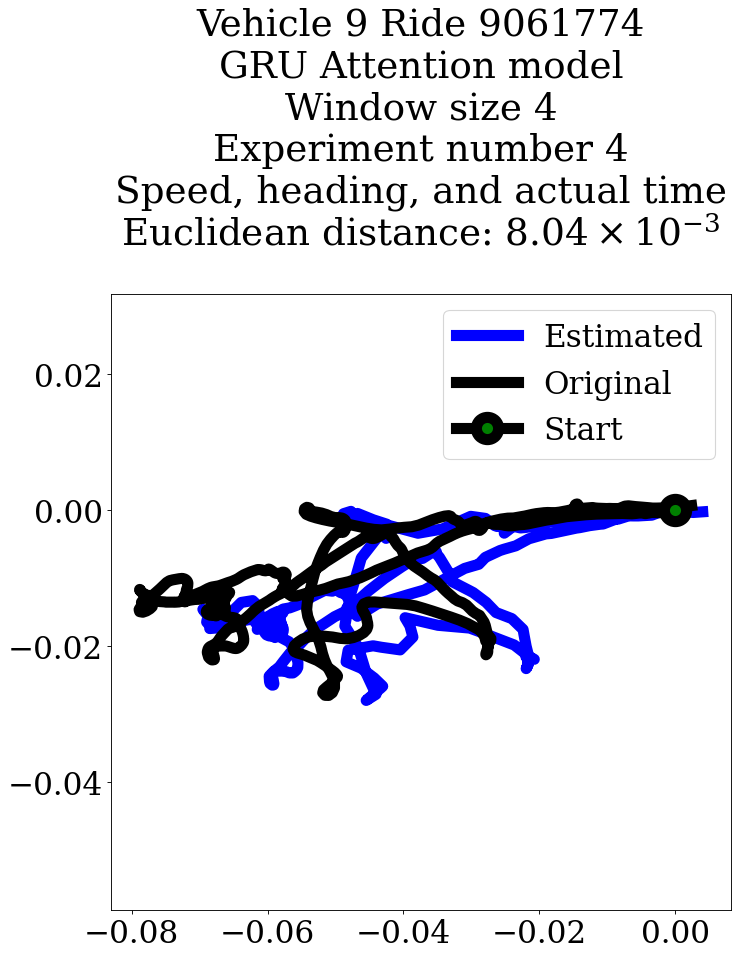 Vehicle 9 Ride 9061774
GRU Attention model
Window size 4
Experiment number 4
Speed, heading, and actual time
Euclidean distance: 8.04 × 10⁻³
Estimated
Original
Start
0.02
0.00
−0.02
−0.04
−0.08 −0.06 −0.04 −0.02 0.00